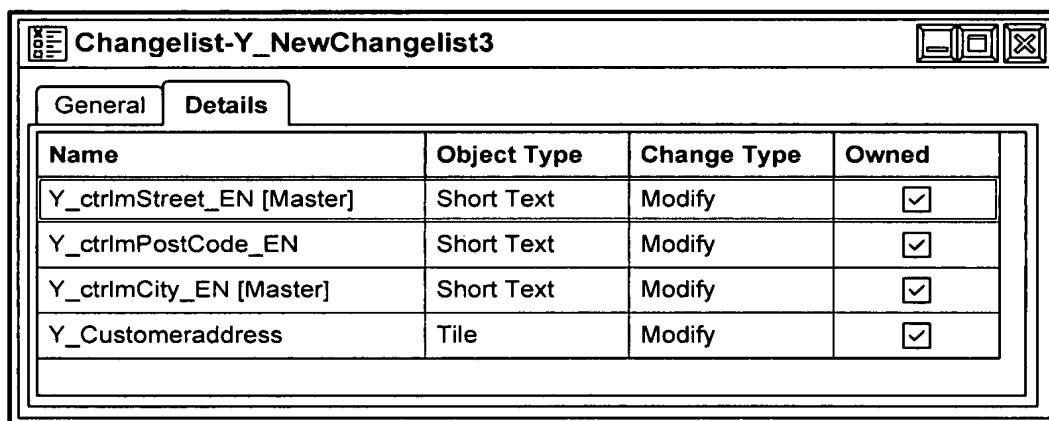 Changelist-Y_NewChangelist3
General Details
Name Object Type Change Type Owned
Y_ctrlmStreet_EN [Master] Short Text Modify
Y_ctrlmPostCode_EN Short Text Modify
Y_ctrlmCity_EN [Master] Short Text Modify
Y_Customeraddress Tile Modify